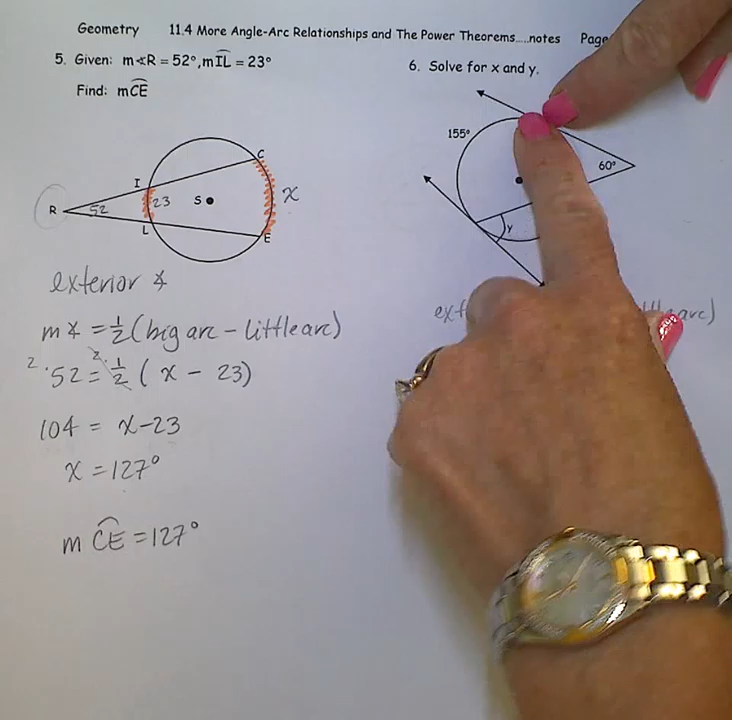 Geometry 11.4 More Angle-Arc Relationships and The Power Theorems.....notes Page
5. Given: m∢R = 52°, mIL = 23°
Find: mCE
6. Solve for x and y.
155°
60°
y
I
C
R
52
23
S
x
L
E
exterior ∡
m∡ = 1/2 (big arc - little arc)
2 · 52 = 2 · 1/2 ( x - 23)
104 = x - 23
x = 127°
m CE = 127°
arc)